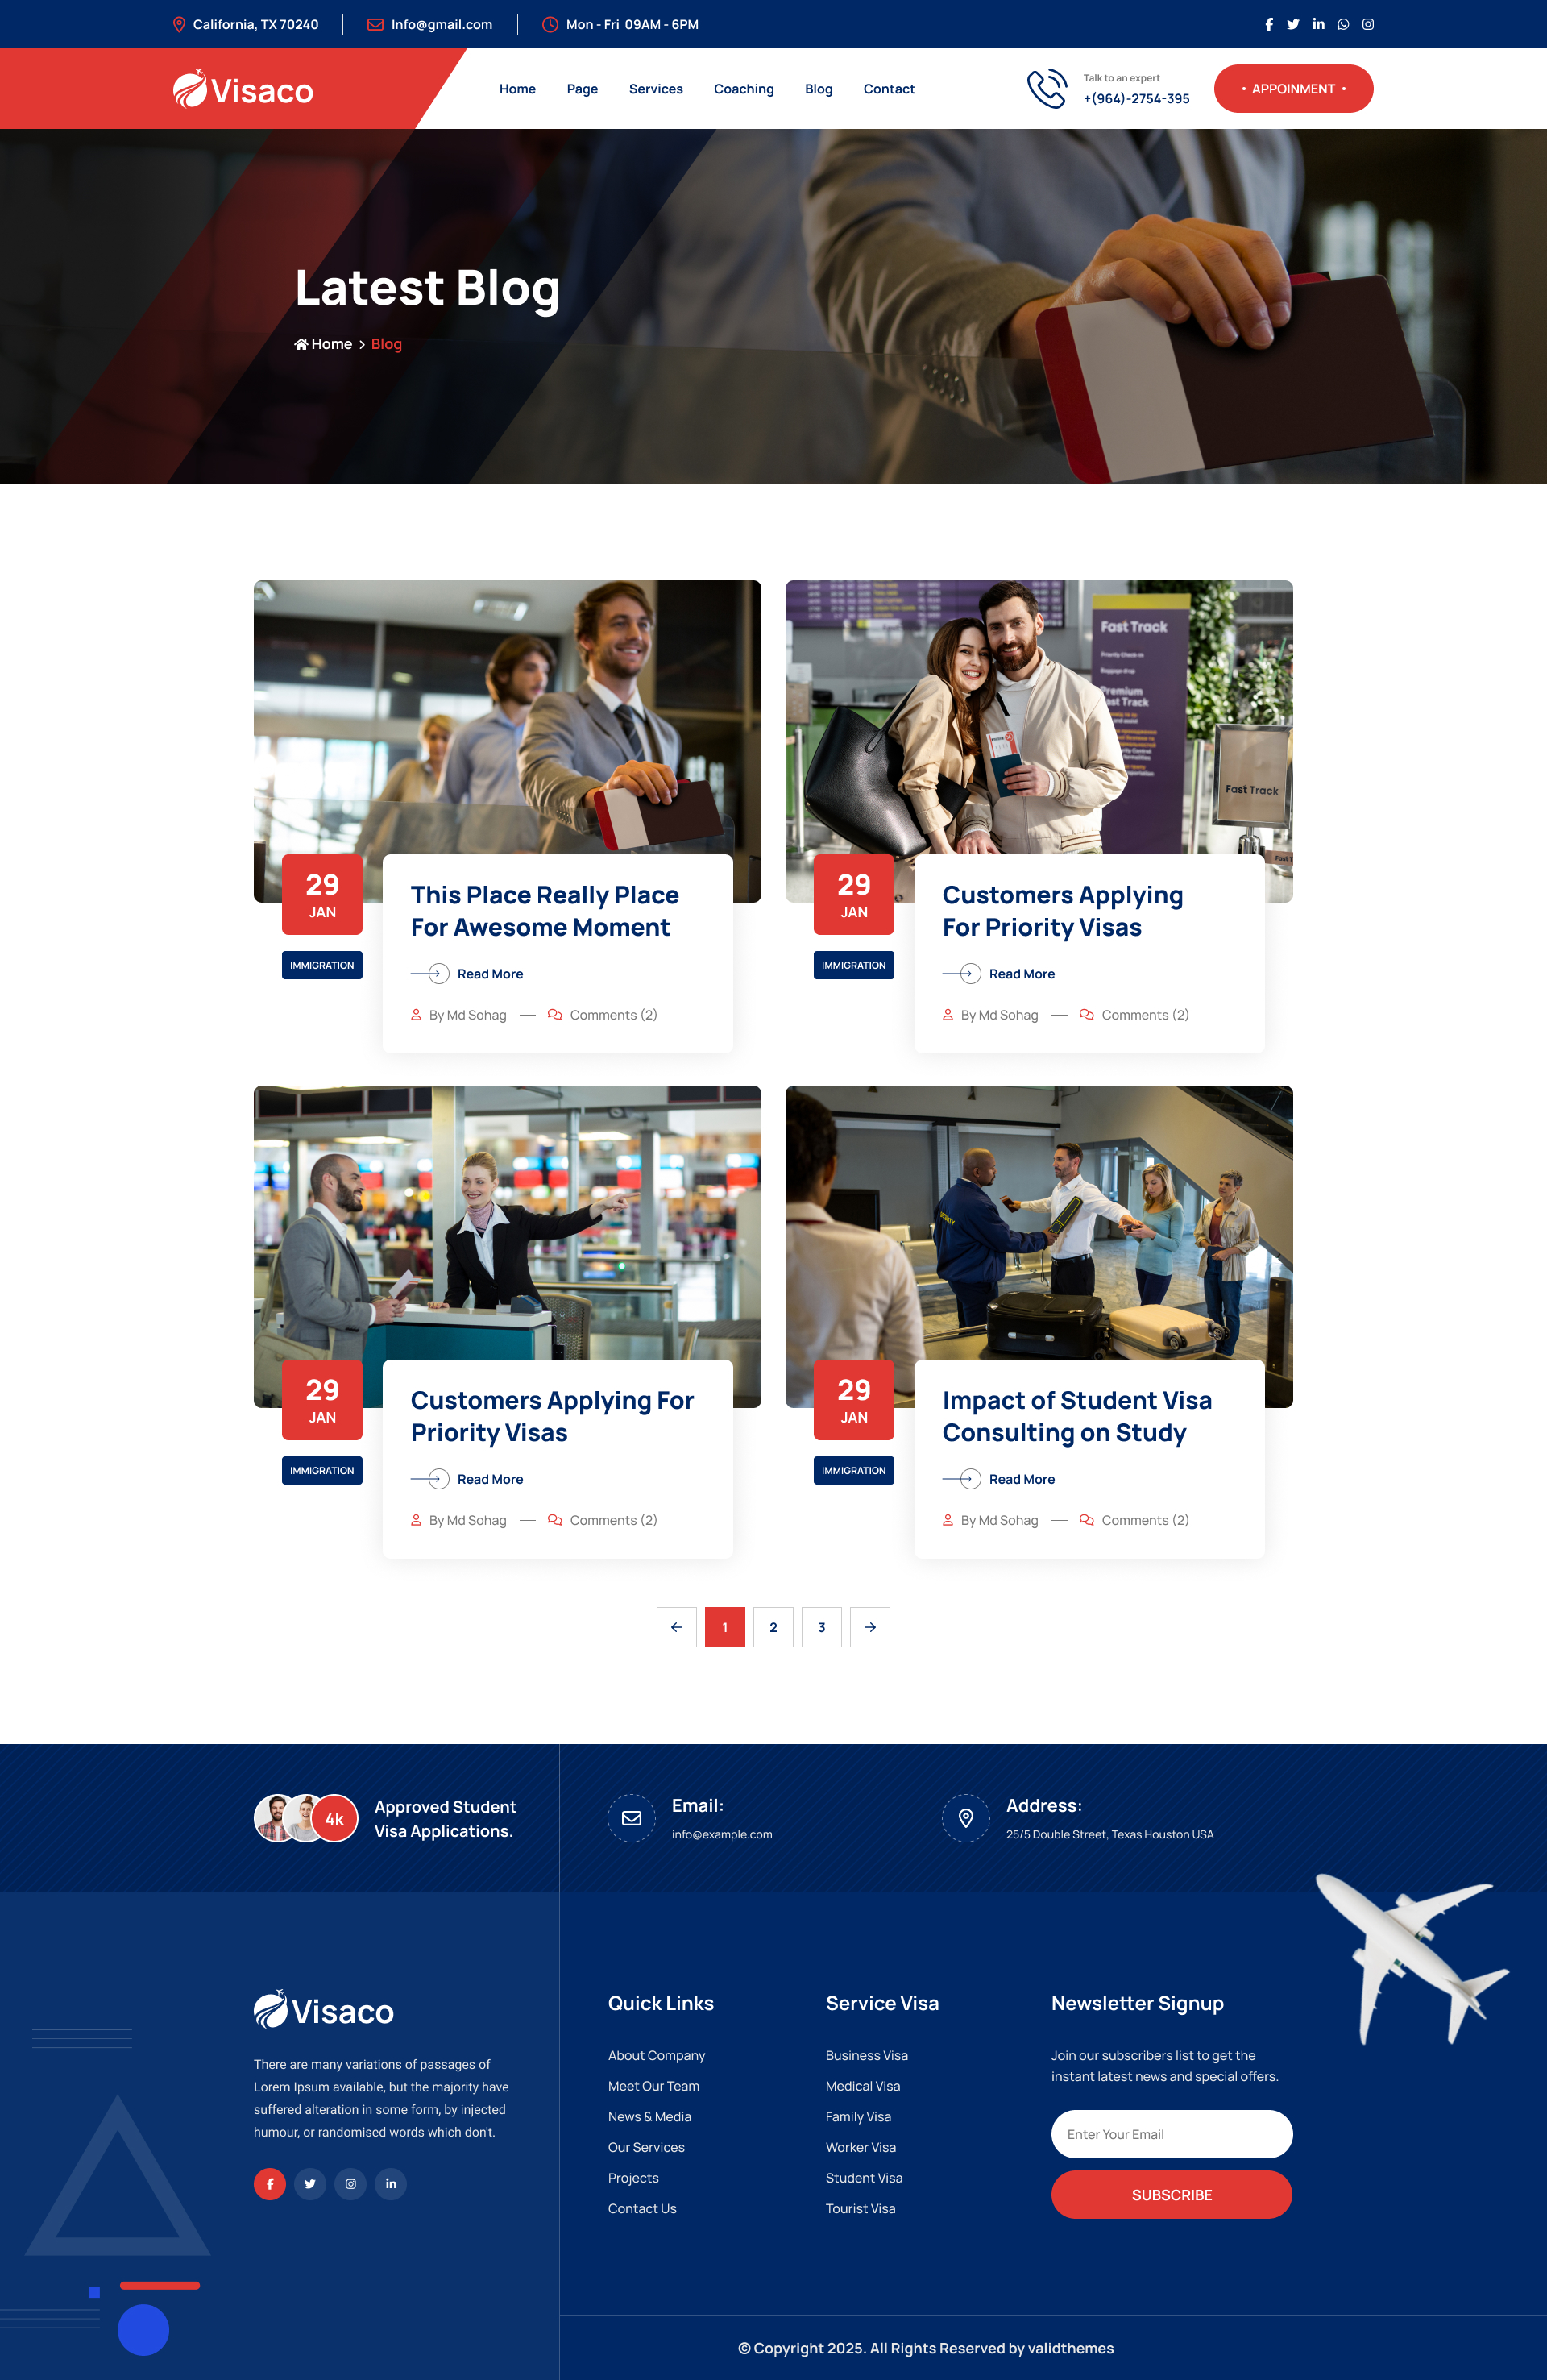 California, TX 70240
Info@gmail.com
Mon - Fri 09AM - 6PM
Visaco
Home
Page
Services
Coaching
Blog
Contact
Talk to an expert
+(964)-2754-395
• APPOINMENT •
Latest Blog
Home > Blog
Fast Track
Priority Check-in
Baggage drop
Premium
Fast Track
Fast Track
29
JAN
IMMIGRATION
This Place Really Place
For Awesome Moment
Read More
By Md Sohag
Comments (2)
29
JAN
IMMIGRATION
Customers Applying
For Priority Visas
Read More
By Md Sohag
Comments (2)
29
JAN
IMMIGRATION
Customers Applying For
Priority Visas
Read More
By Md Sohag
Comments (2)
29
JAN
IMMIGRATION
Impact of Student Visa
Consulting on Study
Read More
By Md Sohag
Comments (2)
1
2
3
4k
Approved Student
Visa Applications.
Email:
info@example.com
Address:
25/5 Double Street, Texas Houston USA
Visaco
There are many variations of passages of
Lorem Ipsum available, but the majority have
suffered alteration in some form, by injected
humour, or randomised words which don't.
Quick Links
About Company
Meet Our Team
News & Media
Our Services
Projects
Contact Us
Service Visa
Business Visa
Medical Visa
Family Visa
Worker Visa
Student Visa
Tourist Visa
Newsletter Signup
Join our subscribers list to get the
instant latest news and special offers.
Enter Your Email
SUBSCRIBE
© Copyright 2025. All Rights Reserved by validthemes